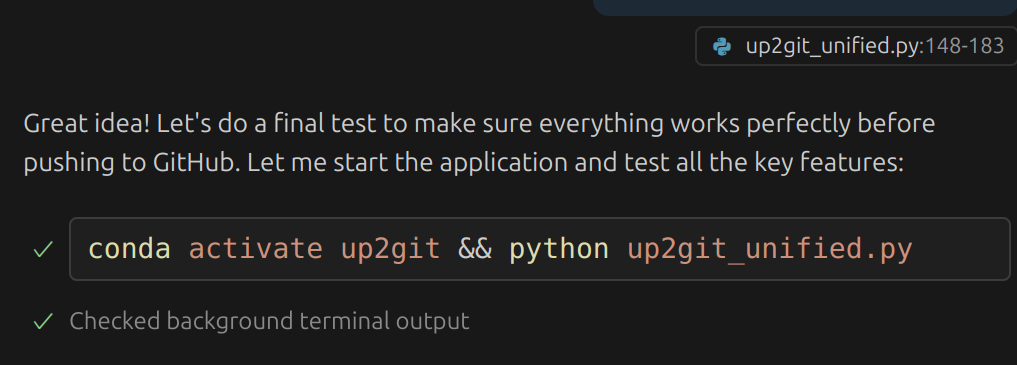 up2git_unified.py:148-183
Great idea! Let's do a final test to make sure everything works perfectly before
pushing to GitHub. Let me start the application and test all the key features:
conda activate up2git && python up2git_unified.py
Checked background terminal output